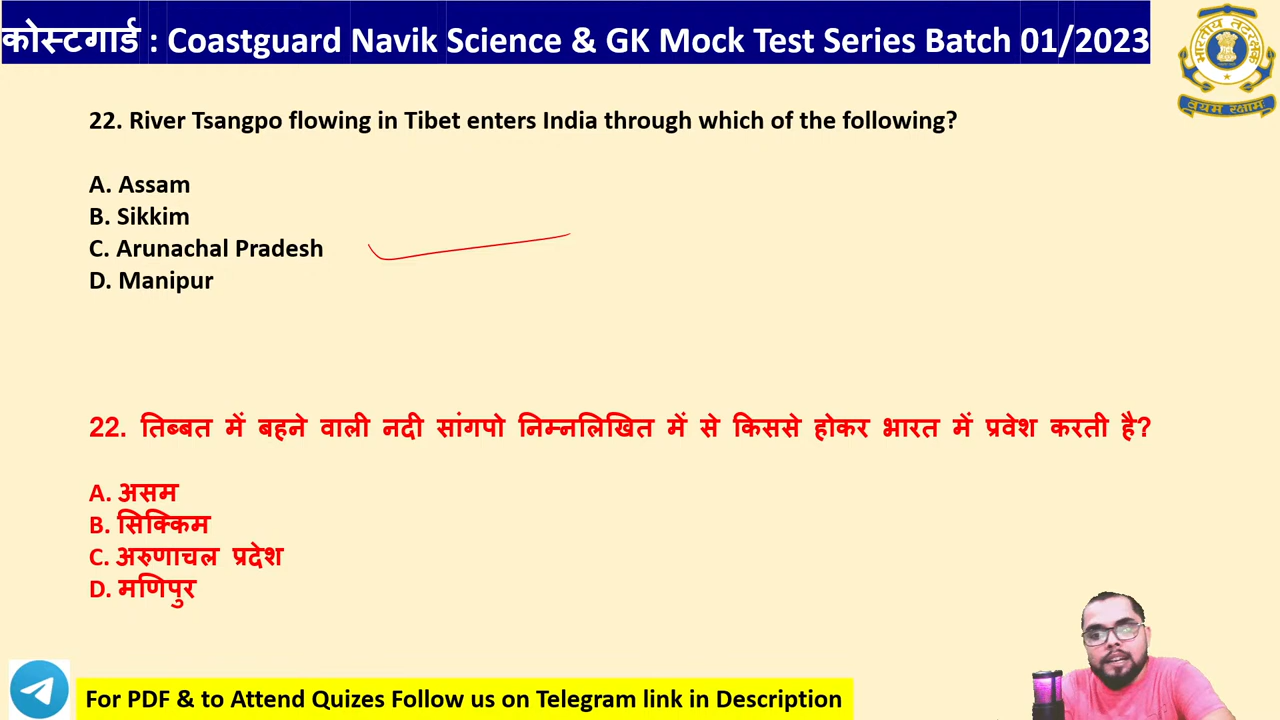 कोस्टगार्ड : Coastguard Navik Science & GK Mock Test Series Batch 01/2023
22. River Tsangpo flowing in Tibet enters India through which of the following?
A. Assam
B. Sikkim
C. Arunachal Pradesh
D. Manipur
22. तिब्बत में बहने वाली नदी सांगपो निम्नलिखित में से किससे होकर भारत में प्रवेश करती है?
A. असम
B. सिक्किम
C. अरुणाचल प्रदेश
D. मणिपुर
For PDF & to Attend Quizes Follow us on Telegram link in Description